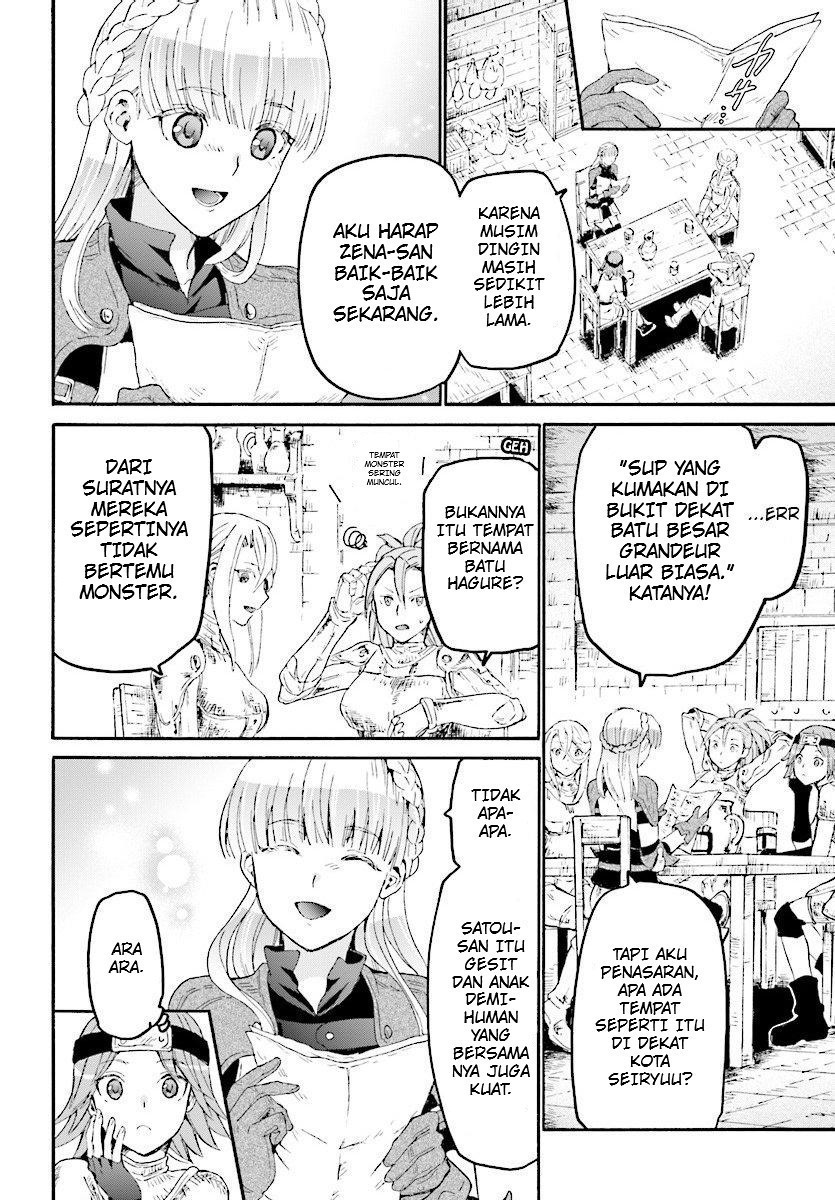 カサ...
KARENA
MUSIM
DINGIN
MASIH
SEDIKIT
LEBIH
LAMA.
AKU HARAP
ZENA-SAN
BAIK-BAIK
SAJA
SEKARANG.
...ERR
"SUP YANG
KUMAKAN DI
BUKIT DEKAT
BATU BESAR
GRANDEUR
LUAR BIASA."
KATANYA!
TAPI AKU
PENASARAN,
APA ADA
TEMPAT
SEPERTI ITU
DI DEKAT
KOTA
SEIRYUU?
GEH
BUKANNYA
ITU TEMPAT
BERNAMA
BATU
HAGURE?
TEMPAT
MONSTER
SERING
MUNCUL.
DARI
SURATNYA
MEREKA
SEPERTINYA
TIDAK
BERTEMU
MONSTER.
TIDAK
APA-
APA.
SATOU-
SAN ITU
GESIT
DAN ANAK
DEMI-
HUMAN
YANG
BERSAMA
NYA JUGA
KUAT.
ARA
ARA.